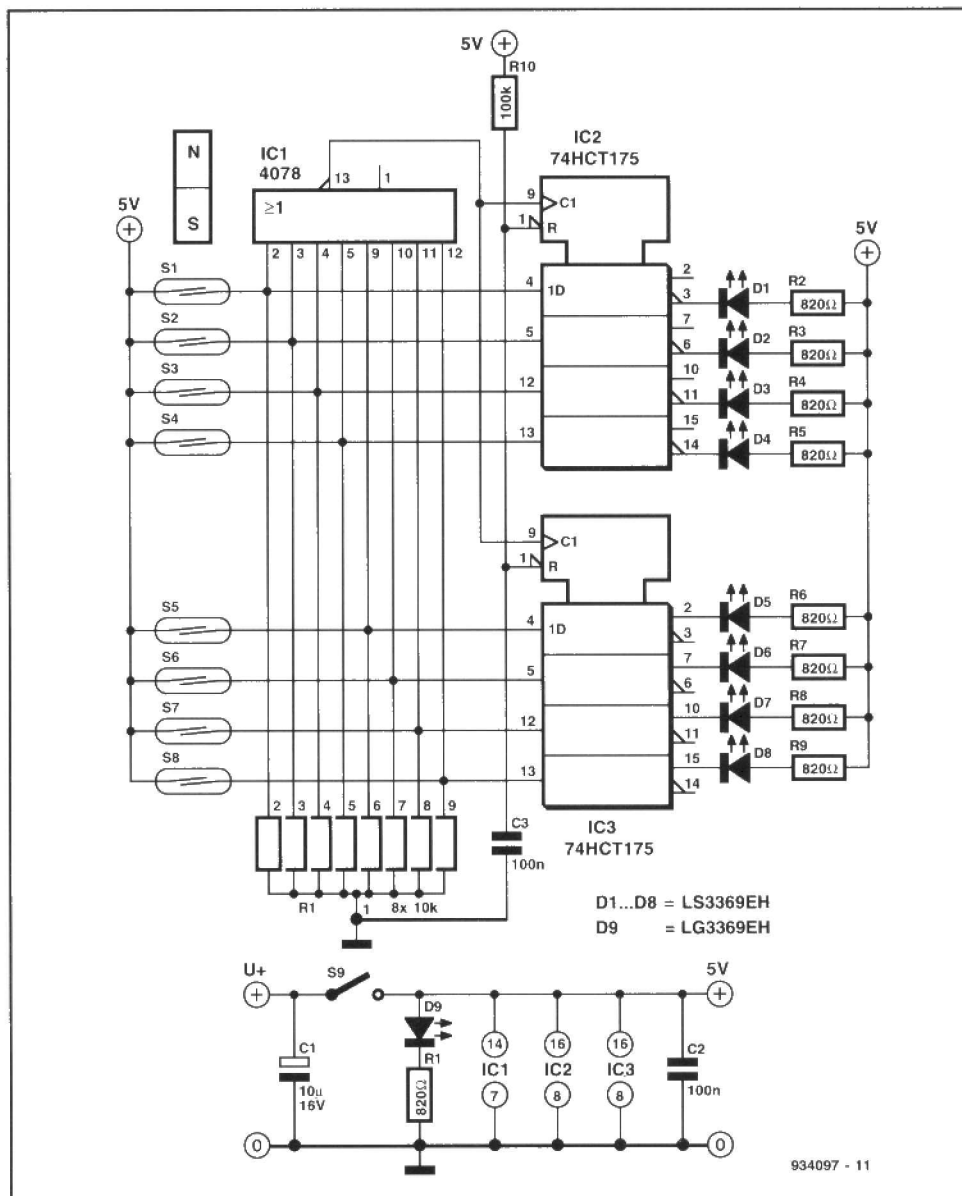 5V
R10
100k
IC2
74HCT175
N
S
IC1
4078
13
1
≥1
2 3 4 5 9 10 11 12
9
C1
1
R
5V
5V
S1
4
1D
2
3
D1
R2
820Ω
S2
5
7
6
D2
R3
820Ω
S3
12
10
11
D3
R4
820Ω
S4
13
15
14
D4
R5
820Ω
9
C1
1
R
S5
4
1D
2
3
D5
R6
820Ω
S6
5
7
6
D6
R7
820Ω
S7
12
10
11
D7
R8
820Ω
S8
13
15
14
D8
R9
820Ω
2 3 4 5 6 7 8 9
R1
1
8x 10k
C3
100n
IC3
74HCT175
D1...D8 = LS3369EH
D9 = LG3369EH
U+
S9
5V
D9
C1
10µ
16V
R1
820Ω
14
IC1
7
16
IC2
8
16
IC3
8
C2
100n
0
0
934097 - 11